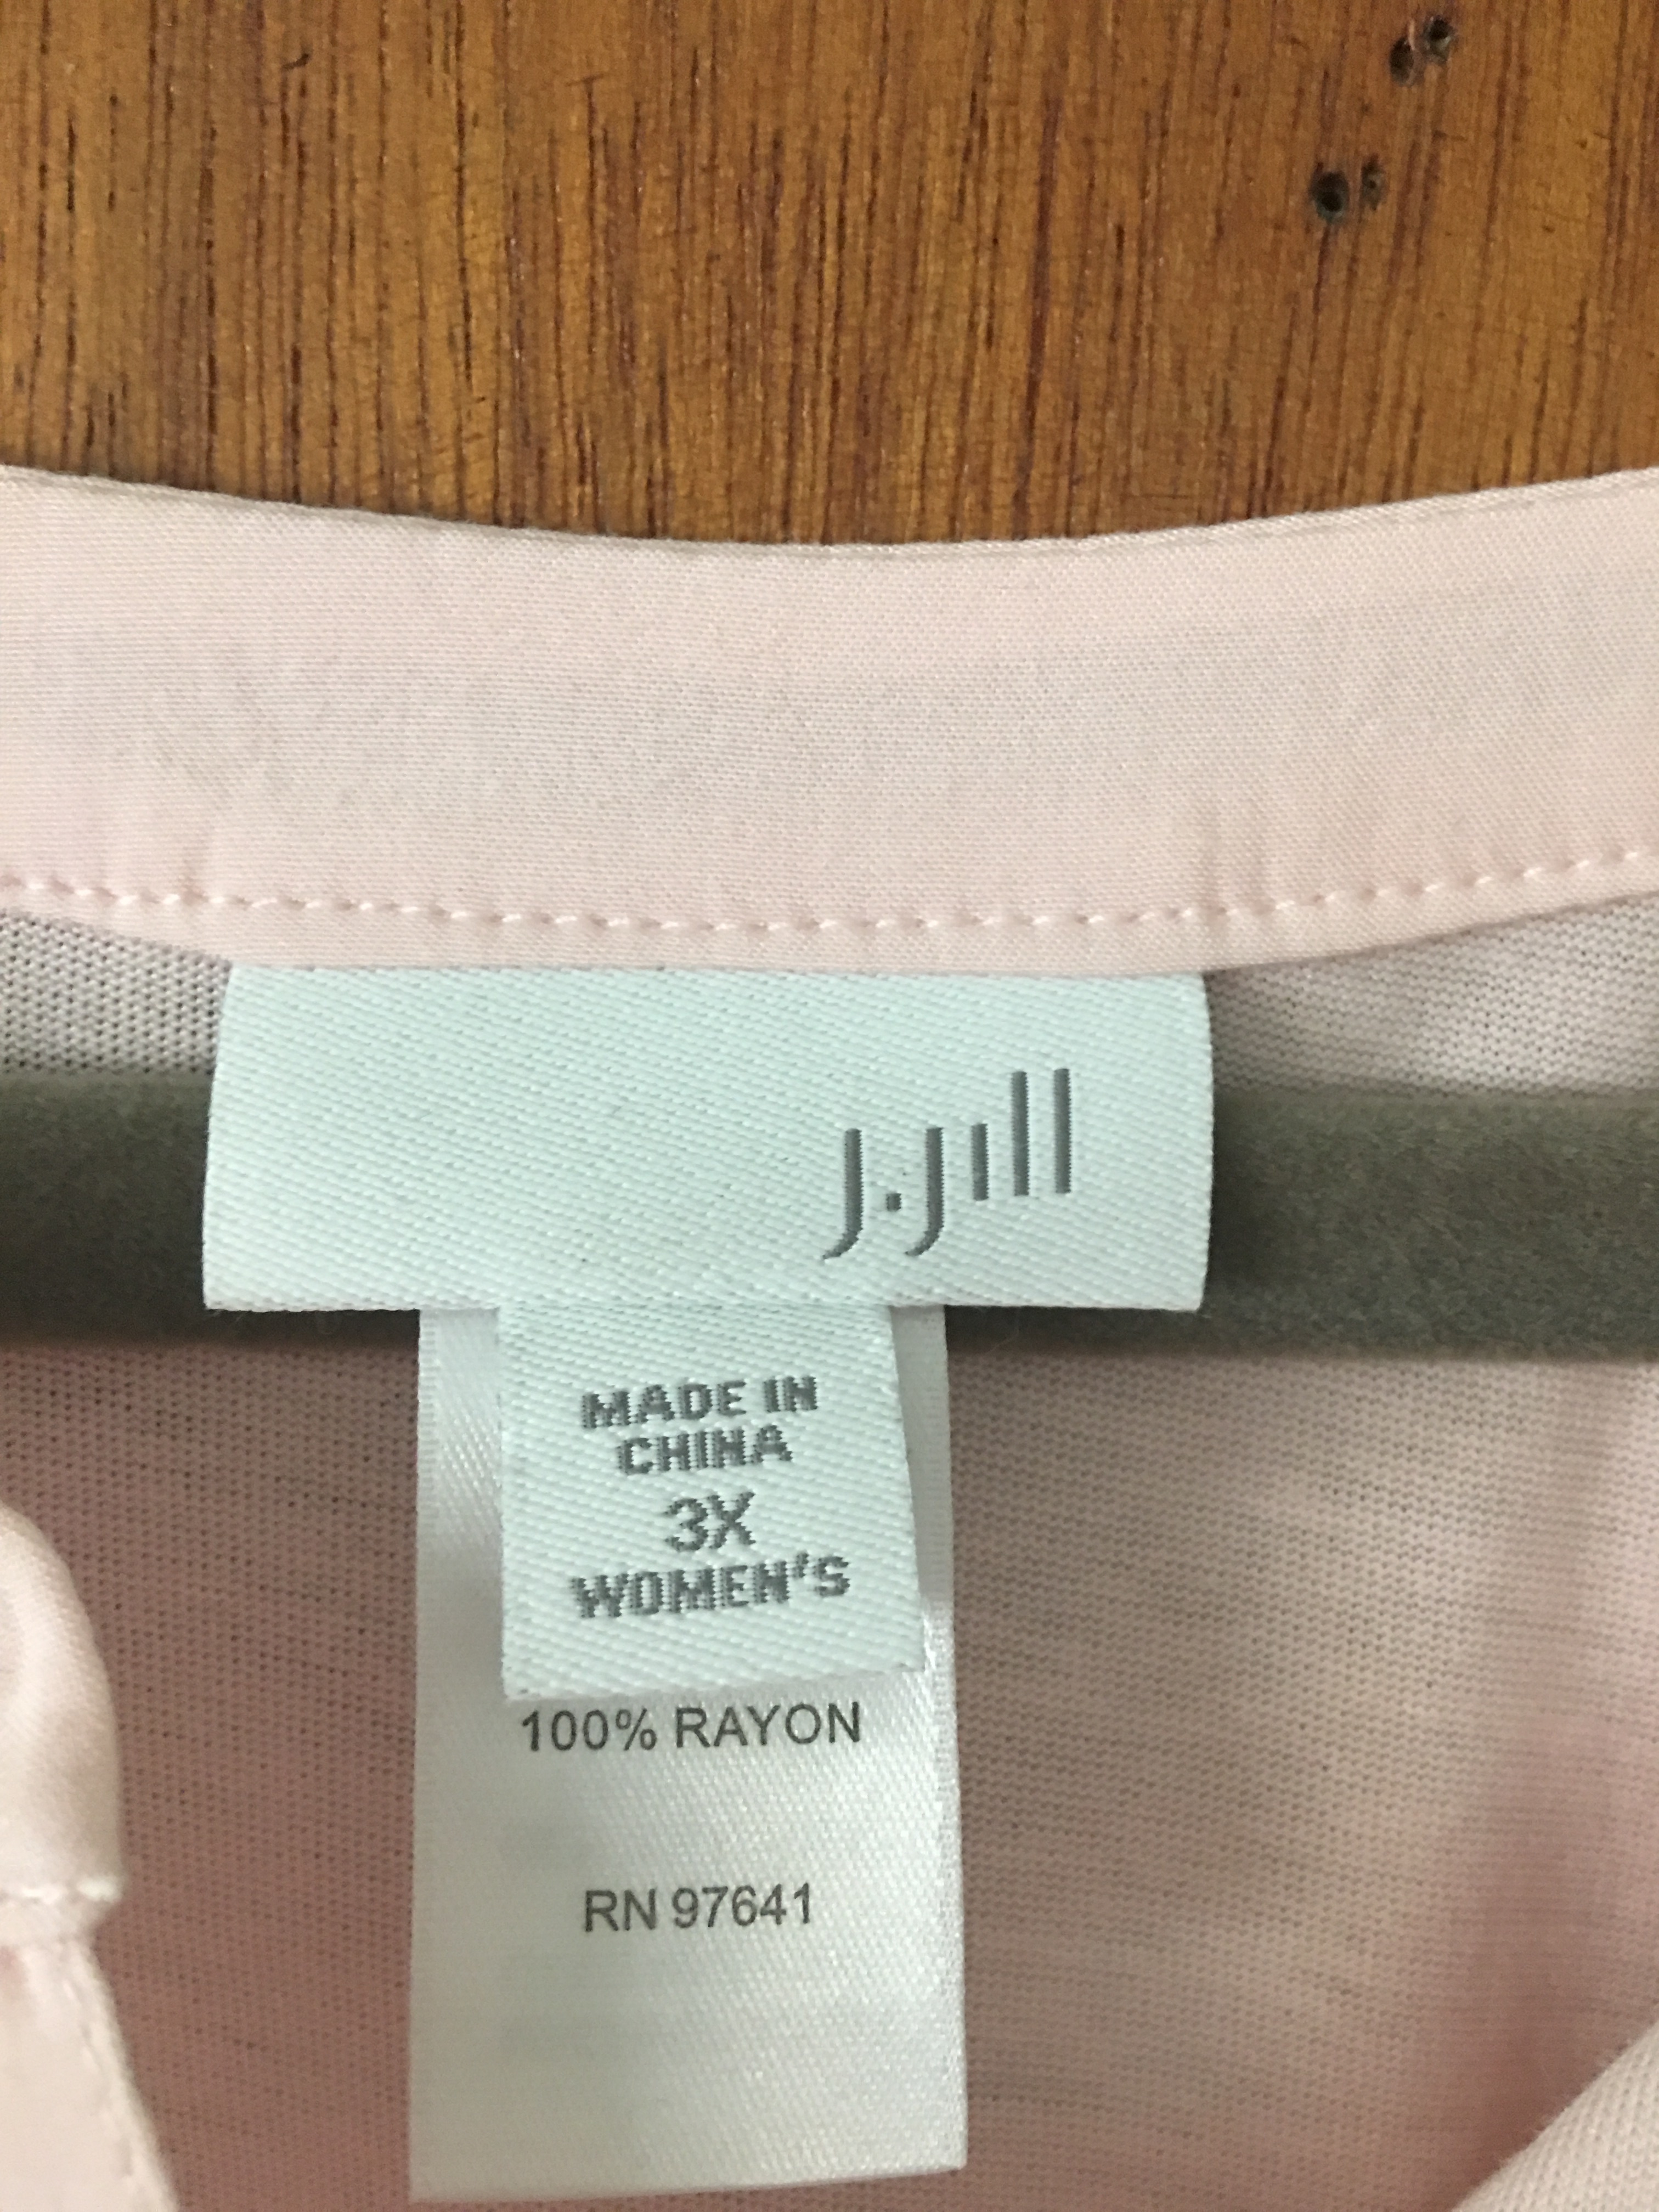 J.Jill
MADE IN
CHINA
3X
WOMEN'S
100% RAYON
RN 97641